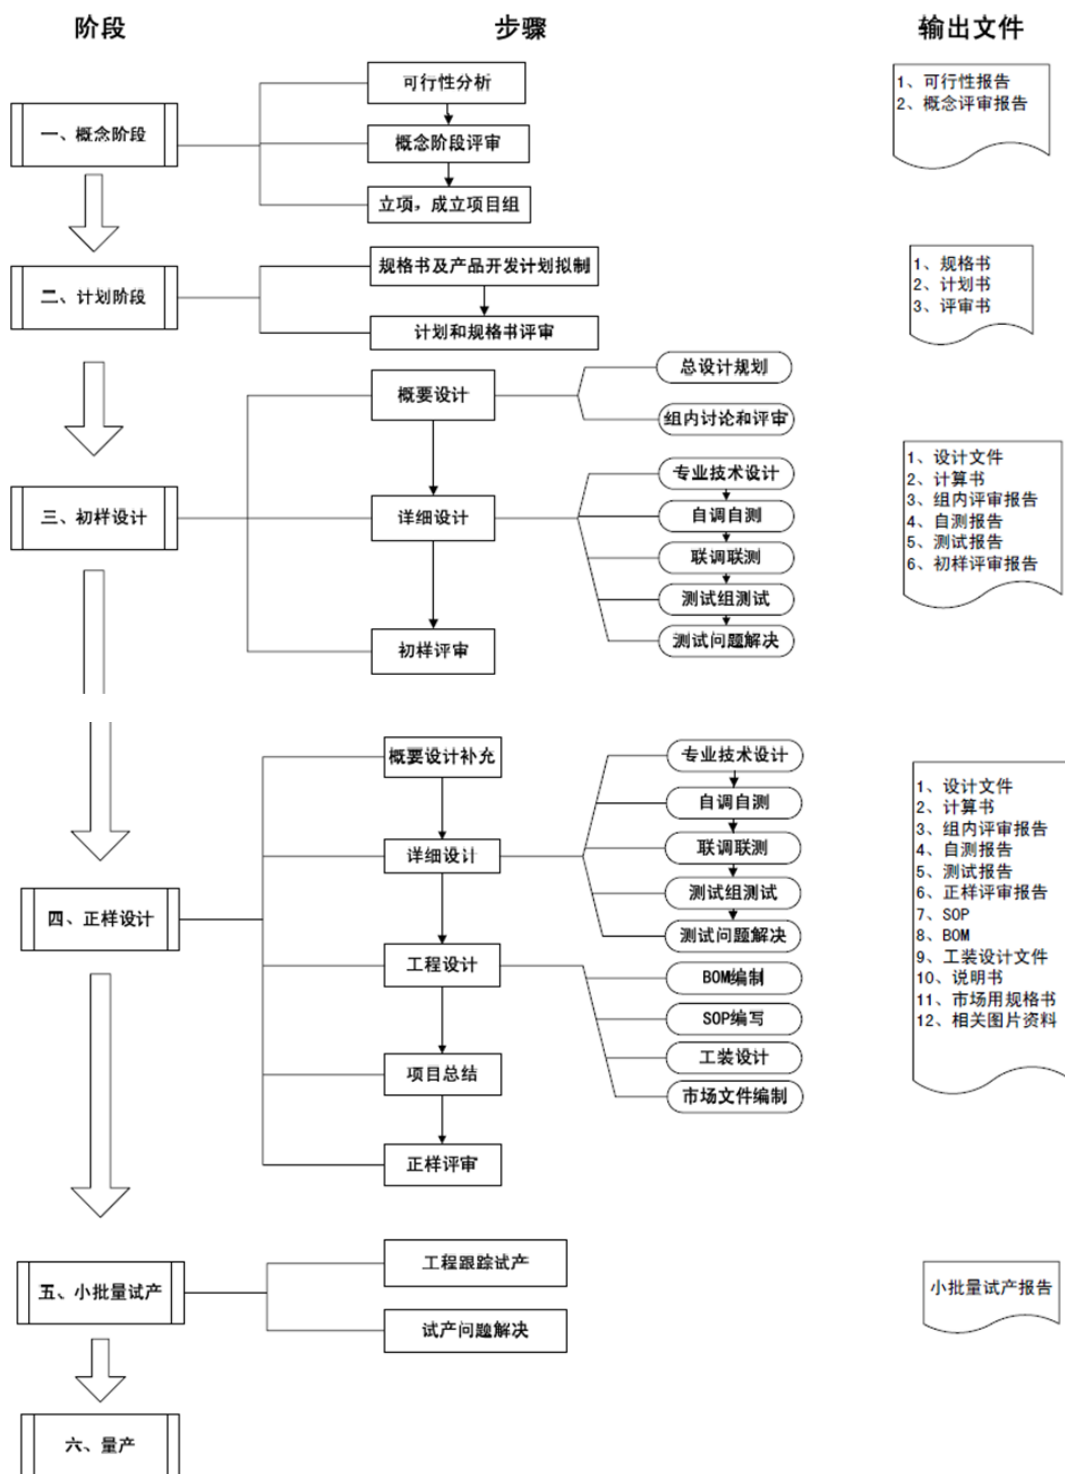 阶段
步骤
输出文件
一、概念阶段
可行性分析
概念阶段评审
立项，成立项目组
1、可行性报告
2、概念评审报告
二、计划阶段
规格书及产品开发计划拟制
计划和规格书评审
1、规格书
2、计划书
3、评审书
三、初样设计
概要设计
总设计规划
组内讨论和评审
详细设计
专业技术设计
自调自测
联调联测
测试组测试
测试问题解决
初样评审
1、设计文件
2、计算书
3、组内评审报告
4、自测报告
5、测试报告
6、初样评审报告
四、正样设计
概要设计补充
详细设计
专业技术设计
自调自测
联调联测
测试组测试
测试问题解决
工程设计
BOM编制
SOP编写
工装设计
市场文件编制
项目总结
正样评审
1、设计文件
2、计算书
3、组内评审报告
4、自测报告
5、测试报告
6、正样评审报告
7、SOP
8、BOM
9、工装设计文件
10、说明书
11、市场用规格书
12、相关图片资料
五、小批量试产
工程跟踪试产
试产问题解决
小批量试产报告
六、量产